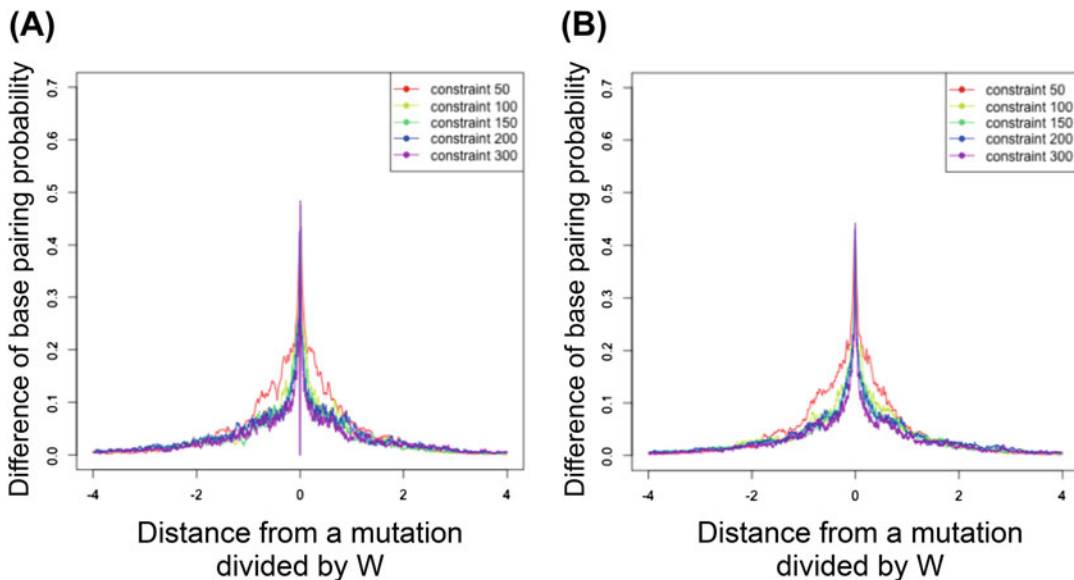 (A)
Difference of base pairing probability
0.7
0.6
0.5
0.4
0.3
0.2
0.1
0.0
constraint 50
constraint 100
constraint 150
constraint 200
constraint 300
-4
-2
0
2
4
Distance from a mutation
divided by W
(B)
Difference of base pairing probability
0.7
0.6
0.5
0.4
0.3
0.2
0.1
0.0
constraint 50
constraint 100
constraint 150
constraint 200
constraint 300
-4
-2
0
2
4
Distance from a mutation
divided by W